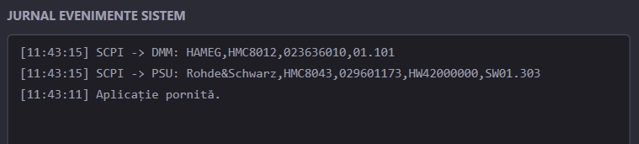 JURNAL EVENIMENTE SISTEM
[11:43:15] SCPI -> DMM: HAMEG,HMC8012,023636010,01.101
[11:43:15] SCPI -> PSU: Rohde&Schwarz,HMC8043,029601173,HW42000000,SW01.303
[11:43:11] Aplicație pornită.